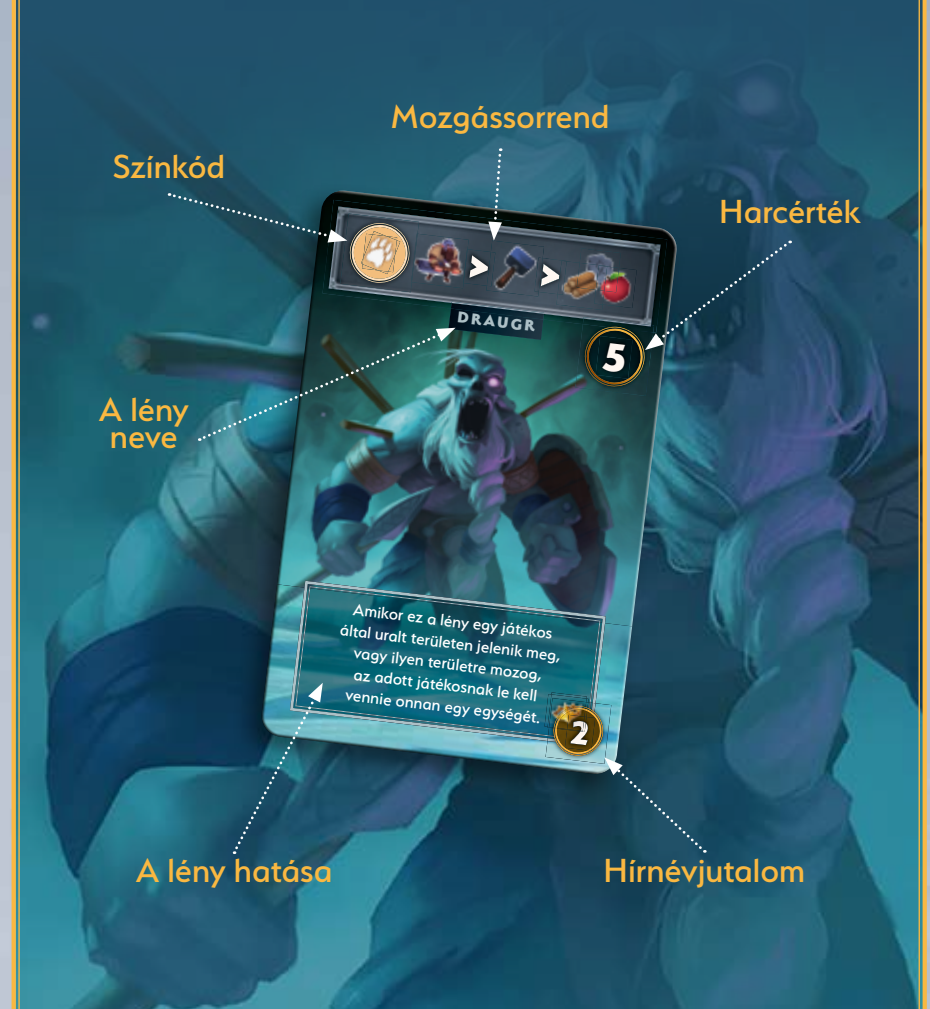 Mozgássorrend
Színkód
Harcérték
> >
DRAUGR
5
A lény
neve
Amikor ez a lény egy játékos
által uralt területen jelenik meg,
vagy ilyen területre mozog,
az adott játékosnak le kell
vennie onnan egy egységét.
2
A lény hatása
Hírnévjutalom